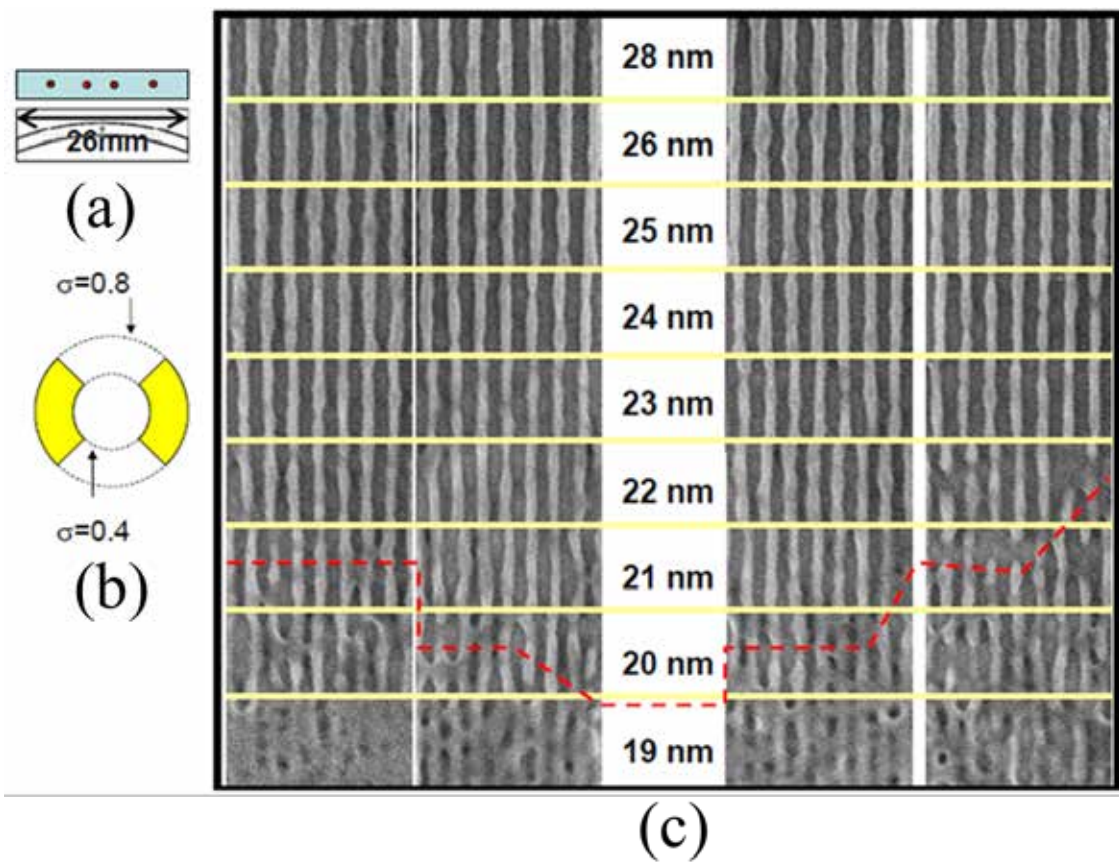 26mm
(a)
σ=0.8
σ=0.4
(b)
28 nm
26 nm
25 nm
24 nm
23 nm
22 nm
21 nm
20 nm
19 nm
(c)